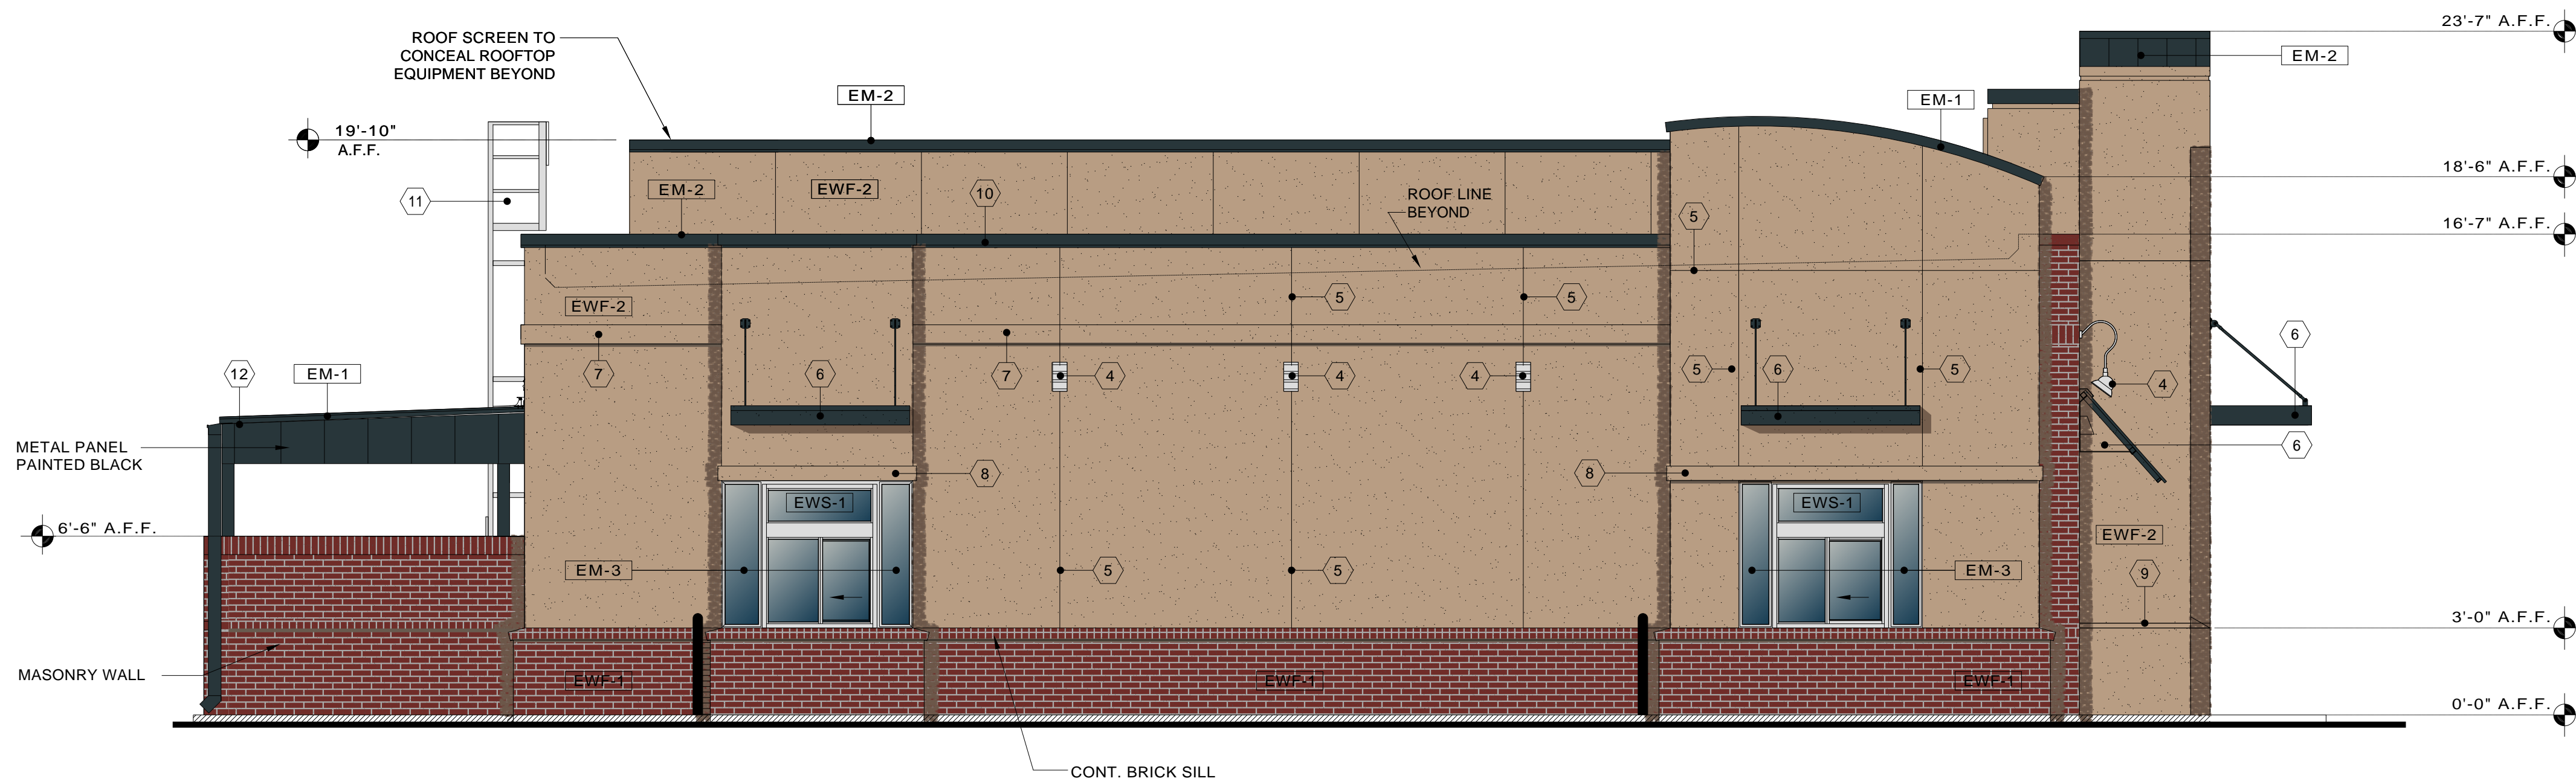 23'-7" A.F.F.
ROOF SCREEN TO
CONCEAL ROOFTOP
EQUIPMENT BEYOND
EM-2
EM-2
EM-1
19'-10"
A.F.F.
18'-6" A.F.F.
EM-2
EWF-2
10
ROOF LINE
BEYOND
11
5
16'-7" A.F.F.
EWF-2
5
5
6
12
EM-1
7
6
7
4
4
4
5
6
5
4
METAL PANEL
PAINTED BLACK
6
8
8
EWS-1
EWS-1
6'-6" A.F.F.
EWF-2
EM-3
5
5
EM-3
9
3'-0" A.F.F.
MASONRY WALL
EWF-1
EWF-1
EWF-1
0'-0" A.F.F.
CONT. BRICK SILL